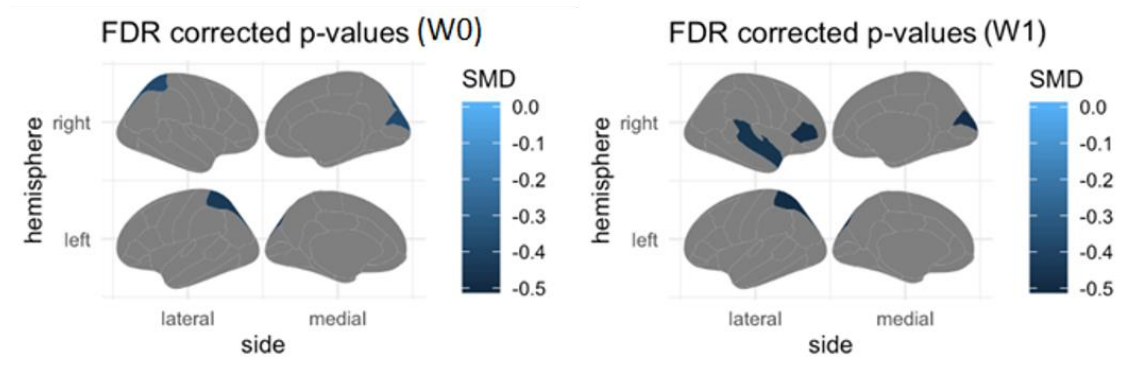 FDR corrected p-values (W0)
SMD
0.0
-0.1
-0.2
-0.3
-0.4
-0.5
hemisphere
right
left
lateral
medial
side
FDR corrected p-values (W1)
SMD
0.0
-0.1
-0.2
-0.3
-0.4
-0.5
hemisphere
right
left
lateral
medial
side